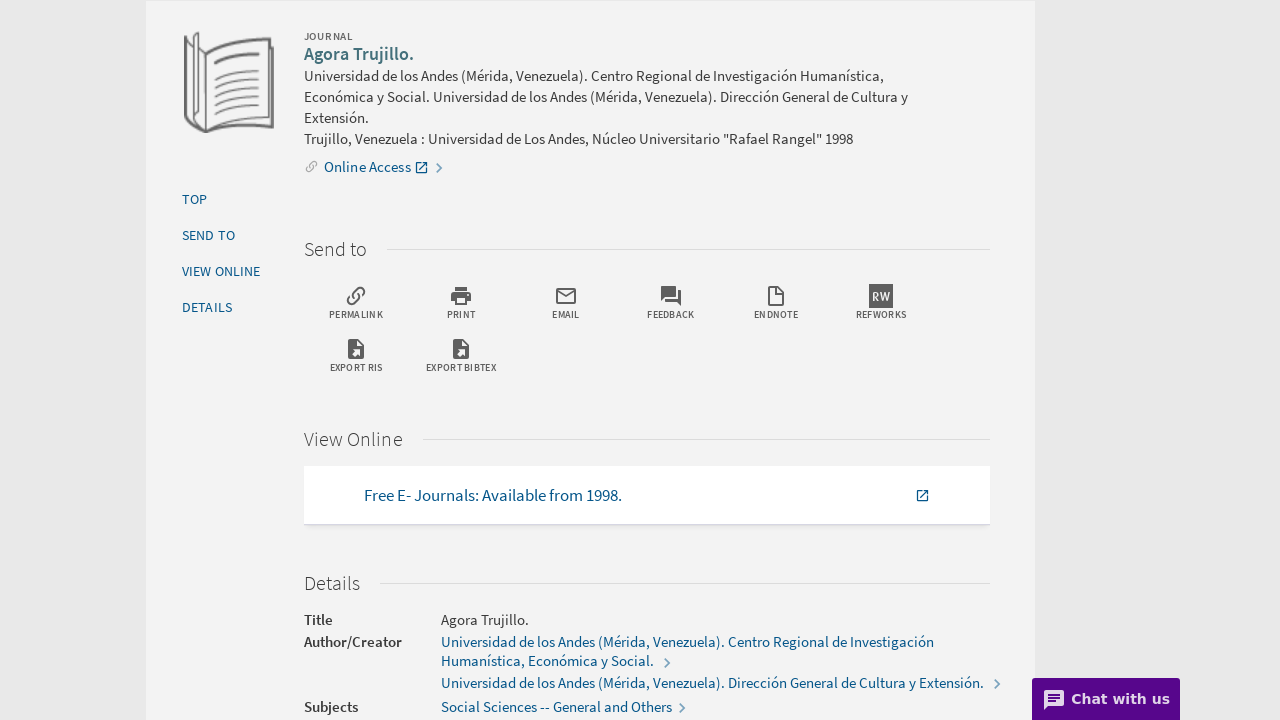 JOURNAL
Agora Trujillo.
Universidad de los Andes (Mérida, Venezuela). Centro Regional de Investigación Humanística,
Económica y Social. Universidad de los Andes (Mérida, Venezuela). Dirección General de Cultura y
Extensión.
Trujillo, Venezuela : Universidad de Los Andes, Núcleo Universitario "Rafael Rangel" 1998
Online Access
TOP
SEND TO
VIEW ONLINE
DETAILS
Send to
PERMALINK
PRINT
EMAIL
FEEDBACK
ENDNOTE
RW
REFWORKS
EXPORT RIS
EXPORT BIBTEX
View Online
Free E- Journals: Available from 1998.
Details
Title
Agora Trujillo.
Author/Creator
Universidad de los Andes (Mérida, Venezuela). Centro Regional de Investigación
Humanística, Económica y Social.
Universidad de los Andes (Mérida, Venezuela). Dirección General de Cultura y Extensión.
Subjects
Social Sciences -- General and Others
Chat with us